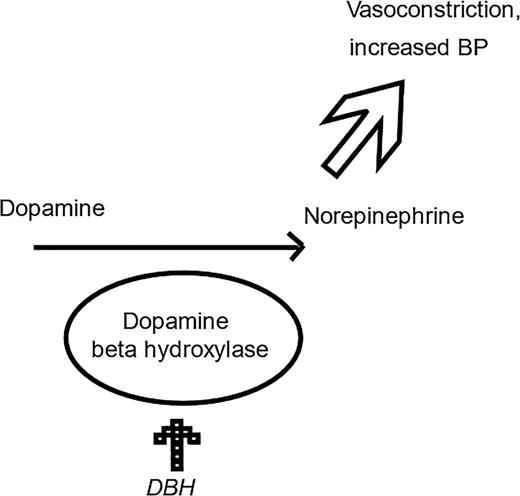 Vasoconstriction,
increased BP
Dopamine
Norepinephrine
Dopamine
beta hydroxylase
DBH